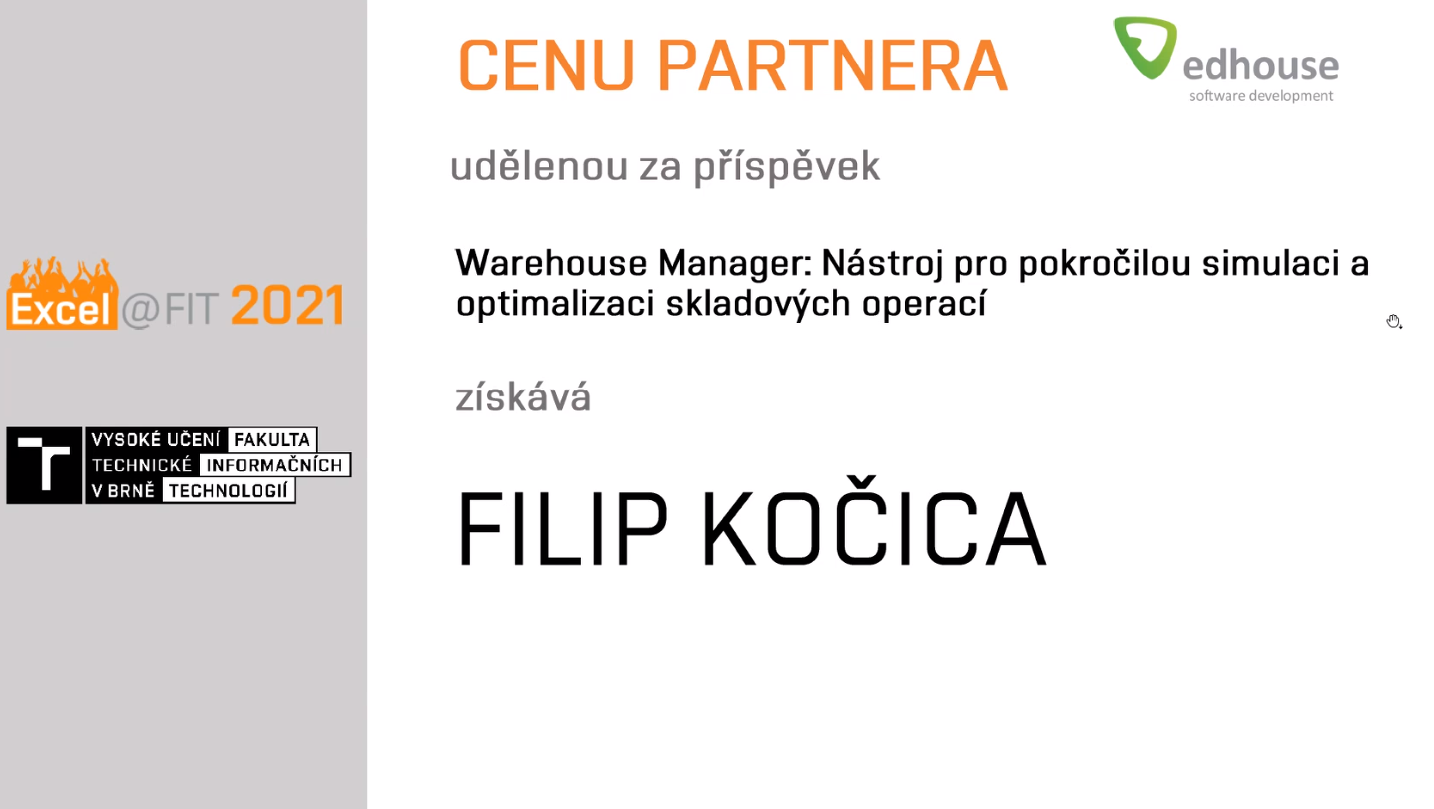 CENU PARTNERA
edhouse
software development
udělenou za příspěvek
Warehouse Manager: Nástroj pro pokročilou simulaci a
optimalizaci skladových operací
získává
FILIP KOČICA
Excel@FIT 2021
VYSOKÉ UČENÍ FAKULTA
TECHNICKÉ INFORMAČNÍCH
V BRNĚ TECHNOLOGIÍ